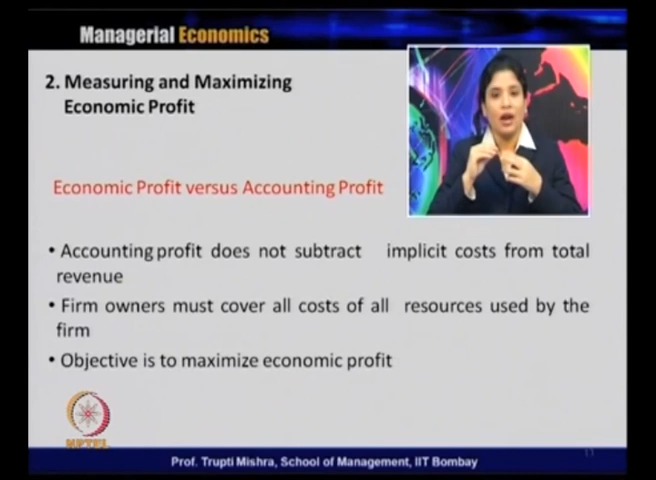 Managerial Economics
2. Measuring and Maximizing
Economic Profit
Economic Profit versus Accounting Profit
• Accounting profit does not subtract implicit costs from total
revenue
• Firm owners must cover all costs of all resources used by the
firm
• Objective is to maximize economic profit
NPTEL
Prof. Trupti Mishra, School of Management, IIT Bombay